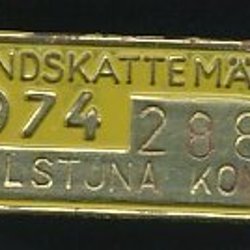 NDSKATTEMÄ
974 288
LSTUNA KO